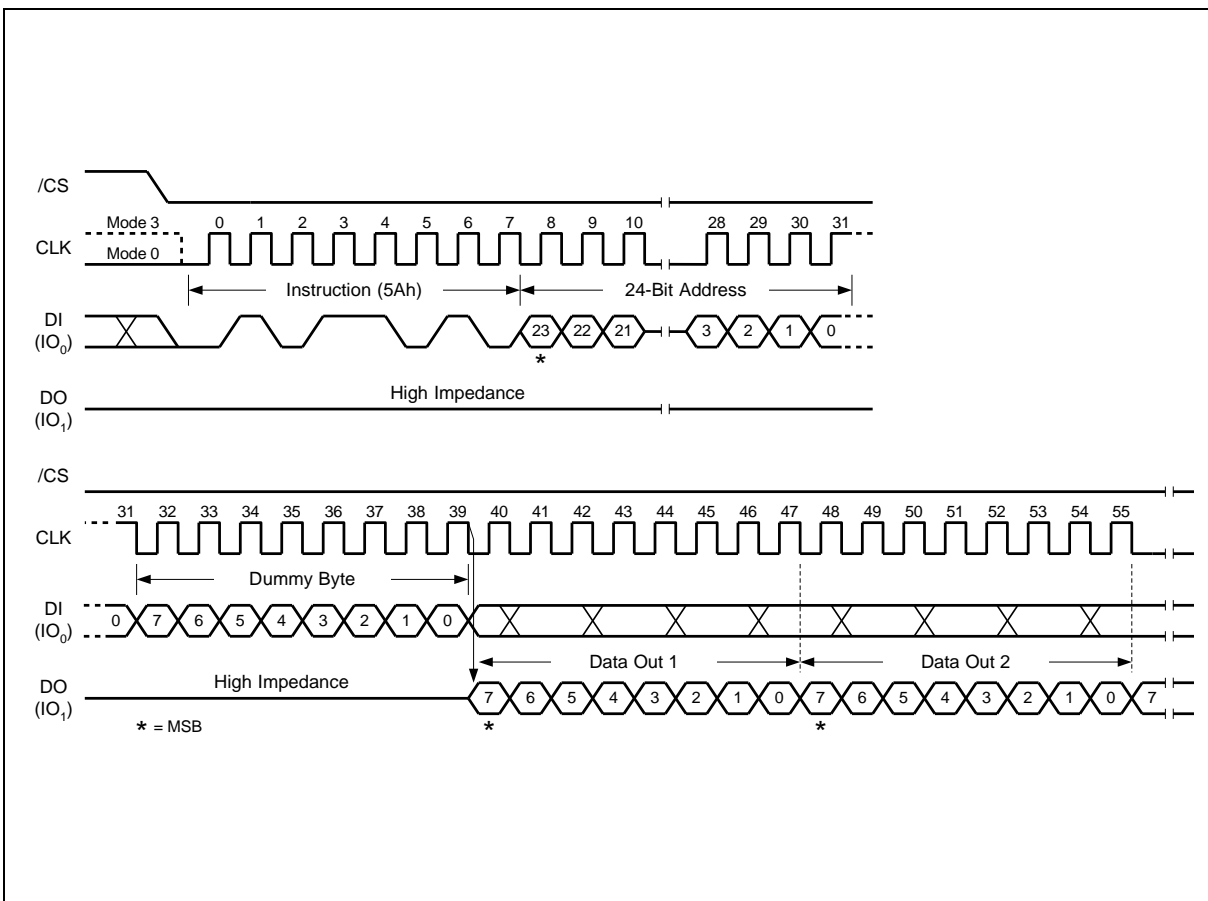 /CS
Mode 3 0 1 2 3 4 5 6 7 8 9 10 28 29 30 31
CLK
Mode 0
Instruction (5Ah) 24-Bit Address
DI
(IO0) 23 22 21 3 2 1 0
*
High Impedance
DO
(IO1)
/CS
31 32 33 34 35 36 37 38 39 40 41 42 43 44 45 46 47 48 49 50 51 52 53 54 55
CLK
Dummy Byte
DI
(IO0) 0 7 6 5 4 3 2 1 0
Data Out 1 Data Out 2
High Impedance
DO
(IO1) 7 6 5 4 3 2 1 0 7 6 5 4 3 2 1 0 7
* = MSB * *